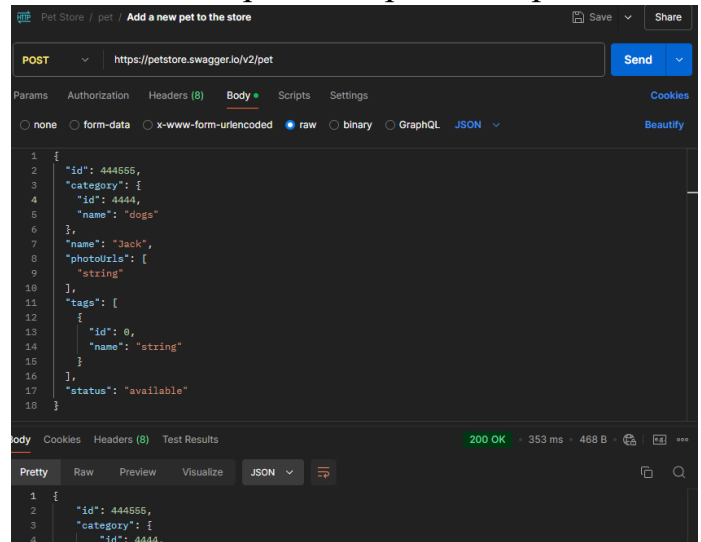 HTTP Pet Store / pet / Add a new pet to the store Save Share
POST https://petstore.swagger.io/v2/pet Send
Params Authorization Headers (8) Body Scripts Settings Cookies
none form-data x-www-form-urlencoded raw binary GraphQL JSON Beautify
1 {
2 "id": 444555,
3 "category": {
4 "id": 4444,
5 "name": "dogs"
6 },
7 "name": "Jack",
8 "photoUrls": [
9 "string"
10 ],
11 "tags": [
12 {
13 "id": 0,
14 "name": "string"
15 }
16 ],
17 "status": "available"
18 }
Body Cookies Headers (8) Test Results 200 OK 353 ms 468 B e.g.
Pretty Raw Preview Visualize JSON
1 {
2 "id": 444555,
3 "category": {
4 "id": 4444,